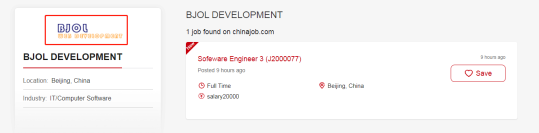 BJOL
BJOL DEVELOPMENT
Location: Beijing, China
Industry: IT/Computer Software
BJOL DEVELOPMENT
1 job found on chinajob.com
Sofeware Engineer 3 (J2000077)
Posted 9 hours ago
Full Time
Beijing, China
salary20000
9 hours ago
Save